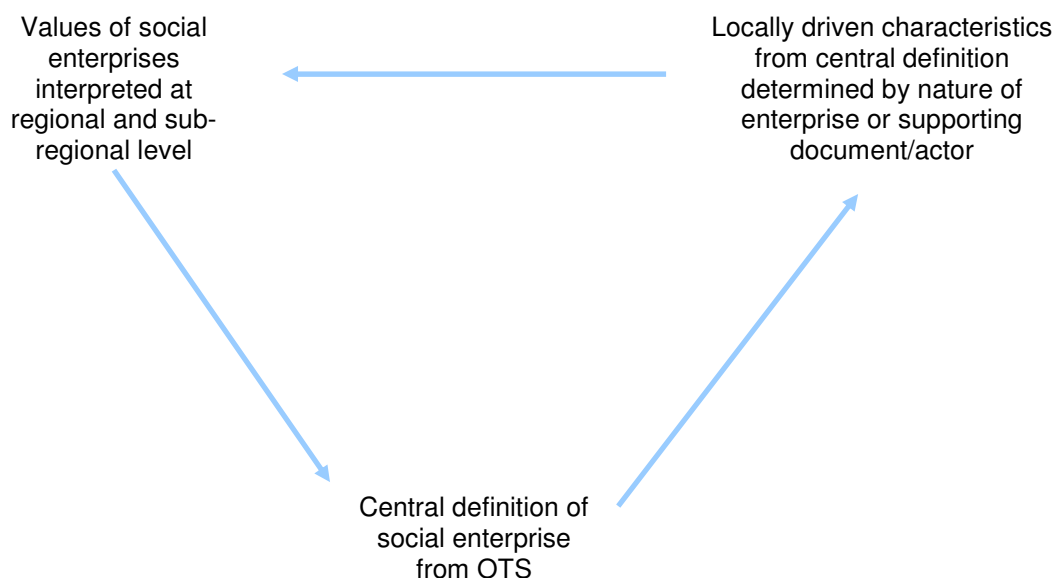 Values of social
enterprises
interpreted at
regional and sub-
regional level
Locally driven characteristics
from central definition
determined by nature of
enterprise or supporting
document/actor
Central definition of
social enterprise
from OTS